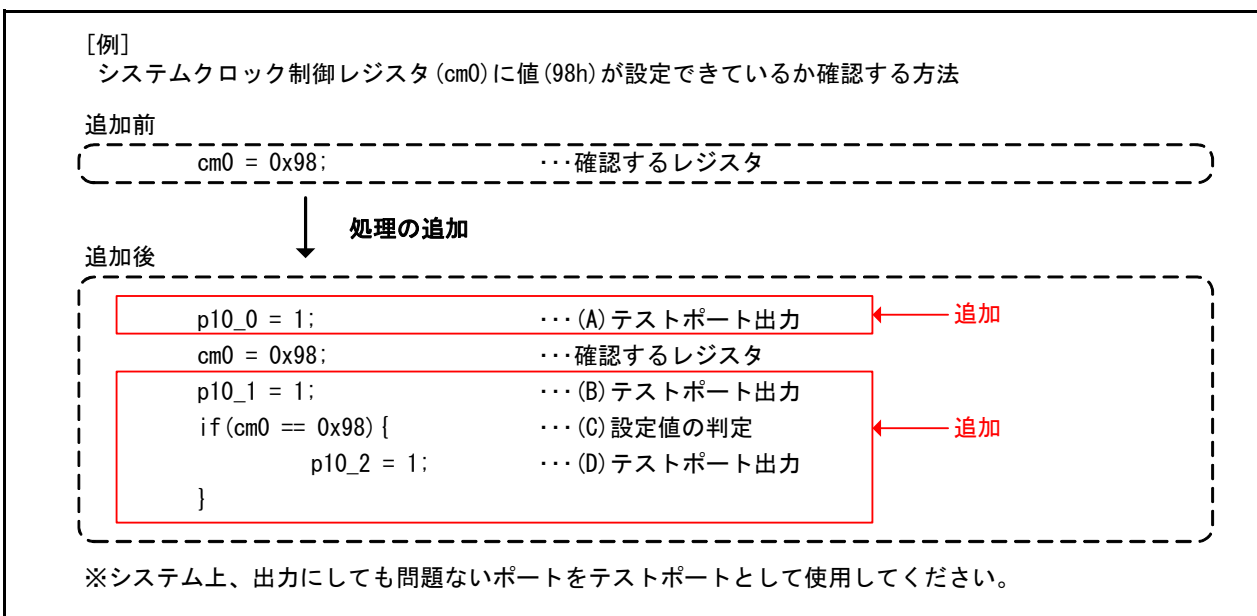 [例]
システムクロック制御レジスタ(cm0)に値(98h)が設定できているか確認する方法
追加前
cm0 = 0x98; ･･･確認するレジスタ
処理の追加
追加後
p10_0 = 1; ･･･(A)テストポート出力 追加
cm0 = 0x98; ･･･確認するレジスタ
p10_1 = 1; ･･･(B)テストポート出力
if(cm0 == 0x98){ ･･･(C)設定値の判定 追加
p10_2 = 1; ･･･(D)テストポート出力
}
※システム上、出力にしても問題ないポートをテストポートとして使用してください。